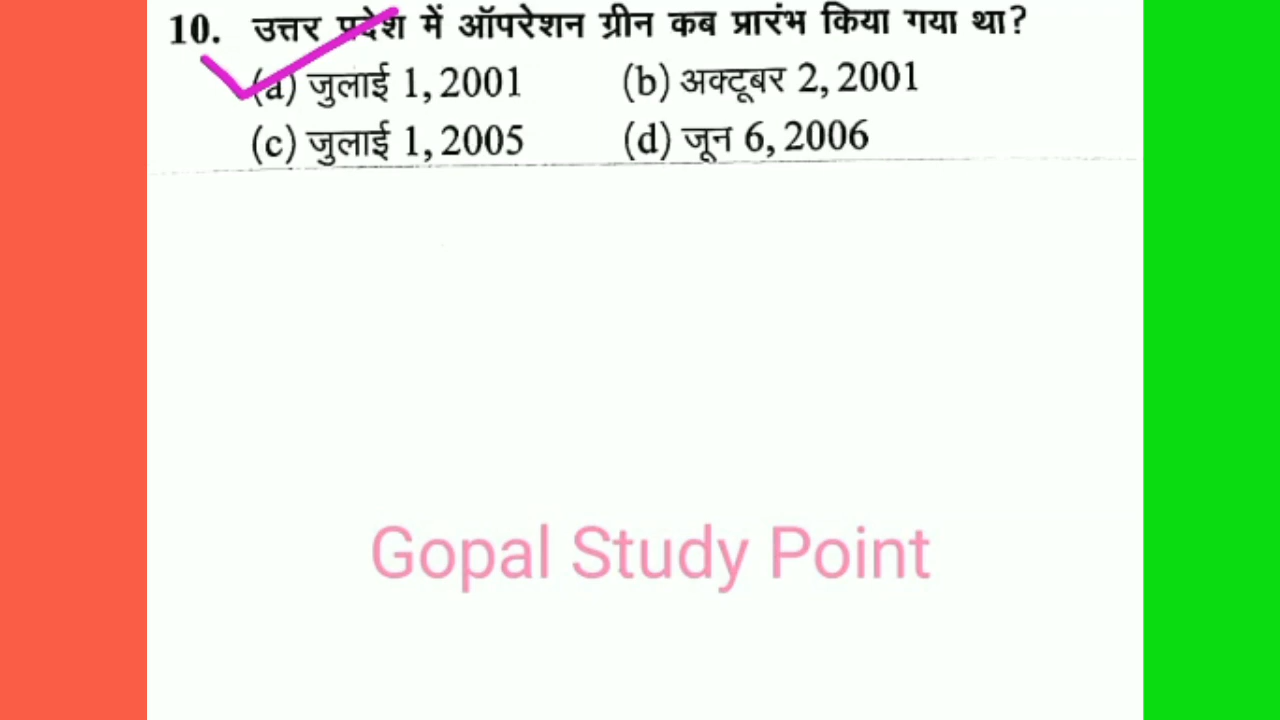 10. उत्तर प्रदेश में ऑपरेशन ग्रीन कब प्रारंभ किया गया था?
(a) जुलाई 1, 2001 (b) अक्टूबर 2, 2001
(c) जुलाई 1, 2005 (d) जून 6, 2006
Gopal Study Point